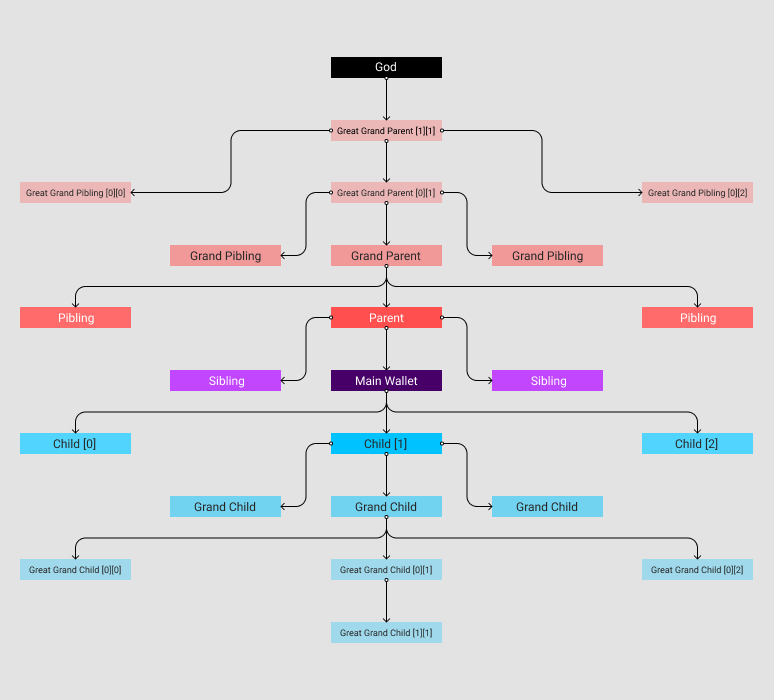 God
Great Grand Parent [1][1]
Great Grand Pibling [0][0]
Great Grand Parent [0][1]
Great Grand Pibling [0][2]
Grand Pibling
Grand Parent
Grand Pibling
Pibling
Parent
Pibling
Sibling
Main Wallet
Sibling
Child [0]
Child [1]
Child [2]
Grand Child
Grand Child
Grand Child
Great Grand Child [0][0]
Great Grand Child [0][1]
Great Grand Child [0][2]
Great Grand Child [1][1]